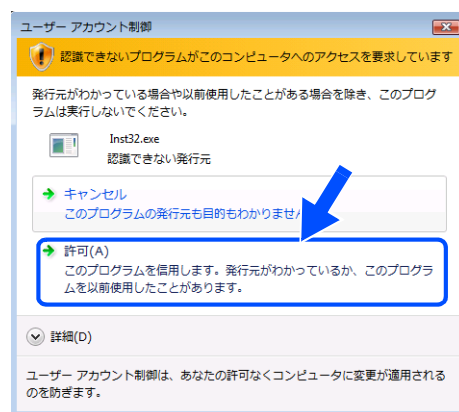 ユーザー アカウント制御
認識できないプログラムがこのコンピュータへのアクセスを要求しています
発行元がわかっている場合や以前使用したことがある場合を除き、このプログ
ラムは実行しないでください。
Inst32.exe
認識できない発行元
キャンセル
このプログラムの発行元も目的もわかりません
許可(A)
このプログラムを信用します。発行元がわかっているか、このプログラ
ムを以前使用したことがあります。
詳細(D)
ユーザー アカウント制御は、あなたの許可なくコンピュータに変更が適用される
のを防ぎます。